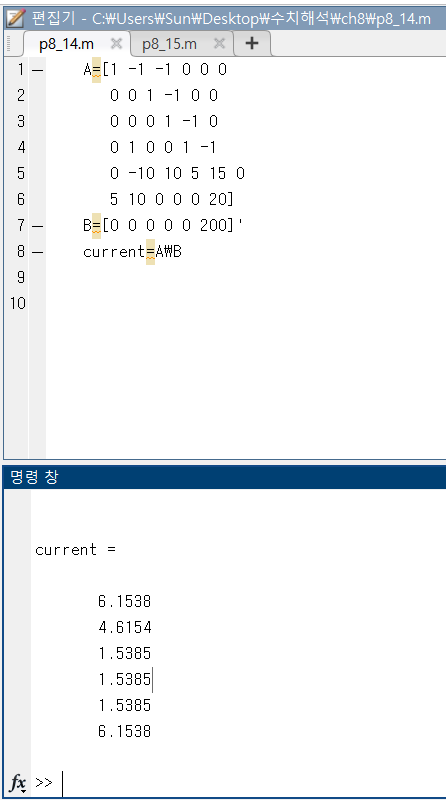 편집기 - C:₩Users₩Sun₩Desktop₩수치해석₩ch8₩p8_14.m
p8_14.m p8_15.m +
1 – A=[1 -1 -1 0 0 0
2 0 0 1 -1 0 0
3 0 0 0 1 -1 0
4 0 1 0 0 1 -1
5 0 -10 10 5 15 0
6 5 10 0 0 0 20]
7 – B=[0 0 0 0 0 200]'
8 – current=A₩B
9
10
명령 창
current =
6.1538
4.6154
1.5385
1.5385
1.5385
6.1538
fx >>